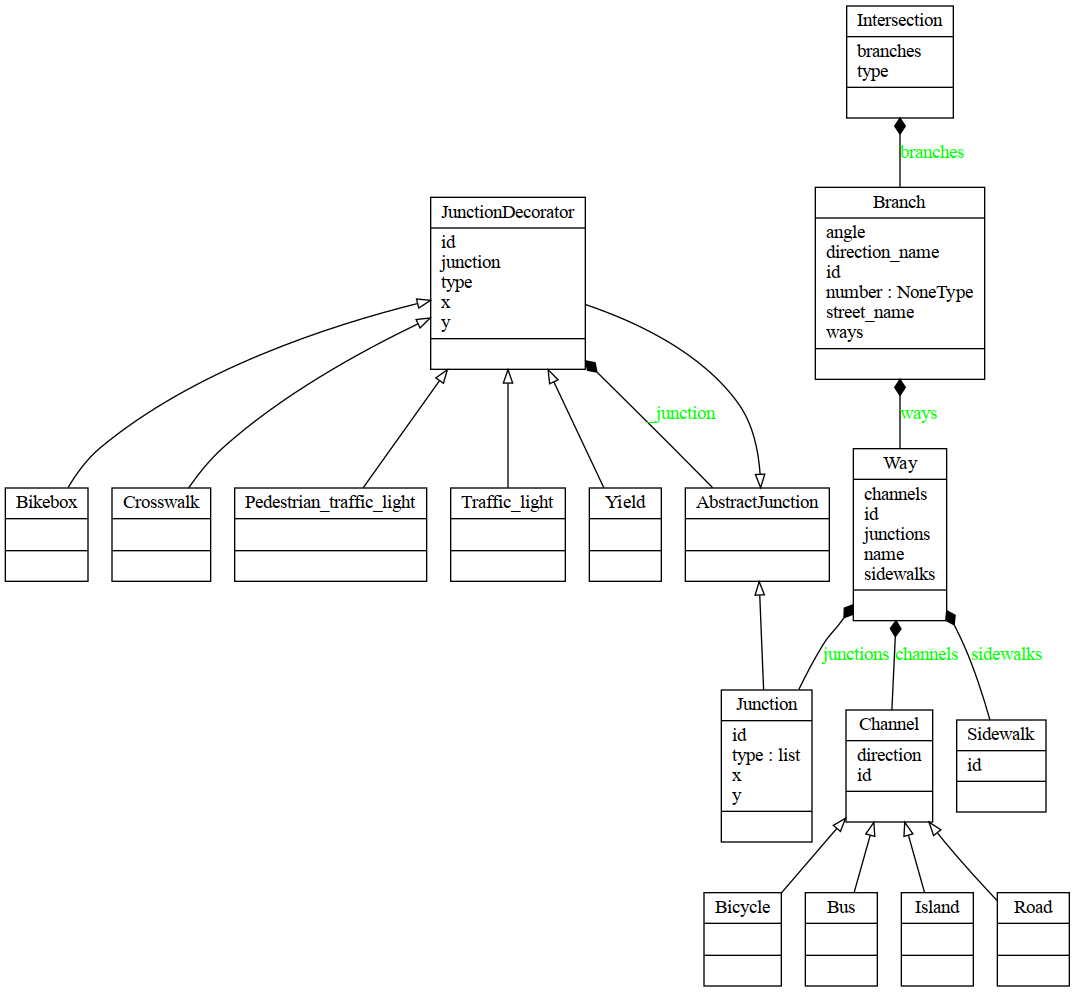 Intersection
branches
type
branches
JunctionDecorator
id
junction
type
x
y
Branch
angle
direction_name
id
number : NoneType
street_name
ways
_junction
ways
Way
channels
id
junctions
name
sidewalks
Bikebox
Crosswalk
Pedestrian_traffic_light
Traffic_light
Yield
AbstractJunction
junctions
channels
sidewalks
Junction
id
type : list
x
y
Channel
direction
id
Sidewalk
id
Bicycle
Bus
Island
Road